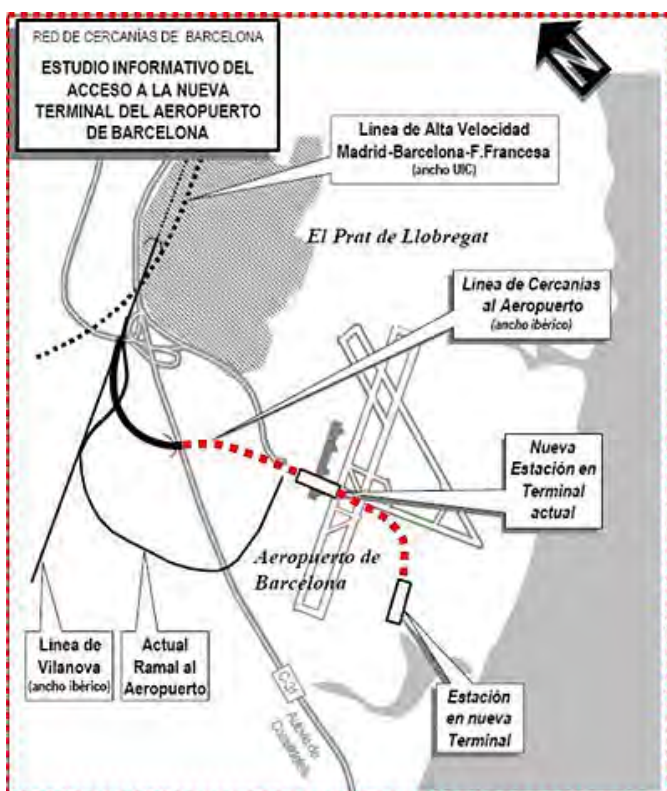 RED DE CERCANÍAS DE BARCELONA
ESTUDIO INFORMATIVO DEL
ACCESO A LA NUEVA
TERMINAL DEL AEROPUERTO
DE BARCELONA
N
Línea de Alta Velocidad
Madrid-Barcelona-F.Francesa
(ancho UIC)
El Prat de Llobregat
Línea de Cercanías
al Aeropuerto
(ancho ibérico)
Nueva
Estación en
Terminal
actual
Aeropuerto de
Barcelona
Línea de
Vilanova
(ancho ibérico)
Actual
Ramal al
Aeropuerto
C-31
Autovía de
Estación
en nueva
Terminal